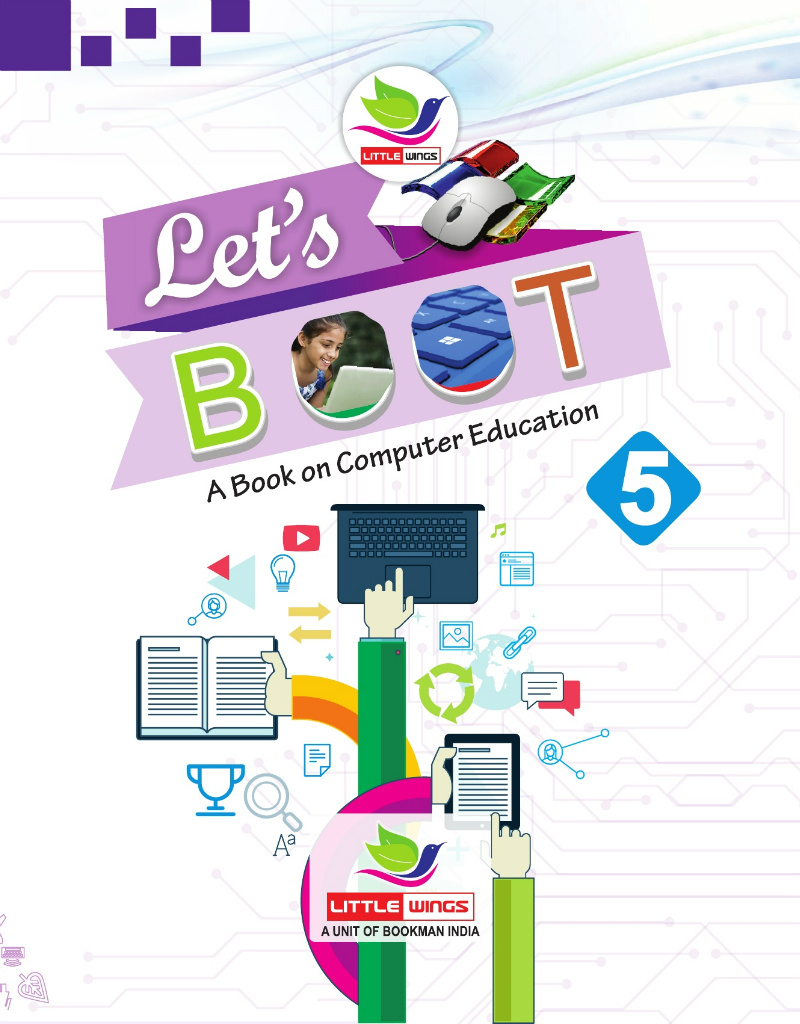 LITTLE WINGS
Let's
BOOT
A Book on Computer Education
5
Aa
LITTLE WINGS
A UNIT OF BOOKMAN INDIA